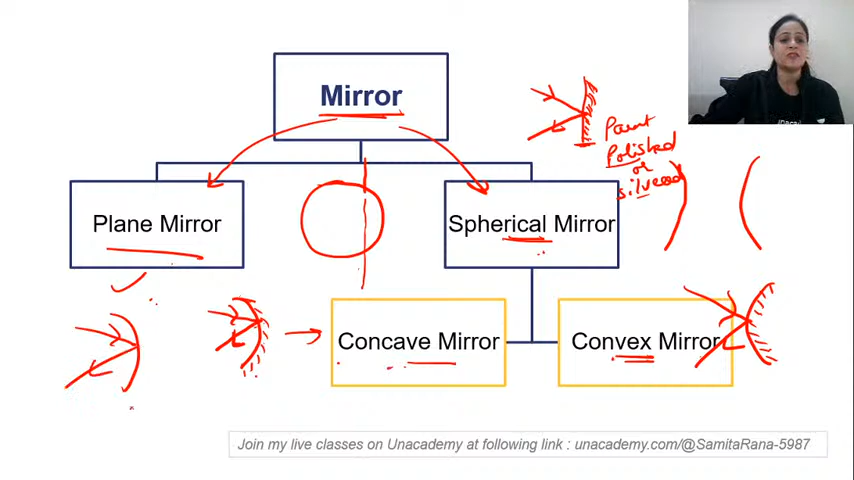 Mirror
Paint
Polished
or
silvered
Plane Mirror
Spherical Mirror
Concave Mirror
Convex Mirror
Join my live classes on Unacademy at following link : unacademy.com/@SamitaRana-5987